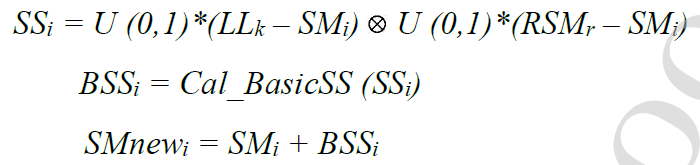 SSᵢ = U (0,1)*(LLₖ – SMᵢ) ⊗ U (0,1)*(RSMᵣ – SMᵢ)
BSSᵢ = Cal_BasicSS (SSᵢ)
SMnewᵢ = SMᵢ + BSSᵢ